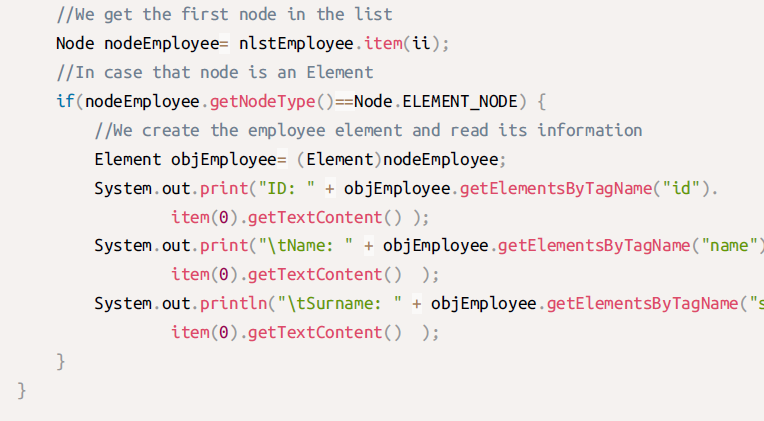 //We get the first node in the list
Node nodeEmployee= nlstEmployee.item(ii);
//In case that node is an Element
if(nodeEmployee.getNodeType()==Node.ELEMENT_NODE) {
//We create the employee element and read its information
Element objEmployee= (Element)nodeEmployee;
System.out.print("ID: " + objEmployee.getElementsByTagName("id").
item(0).getTextContent() );
System.out.print("\tName: " + objEmployee.getElementsByTagName("name")
item(0).getTextContent()  );
System.out.println("\tSurname: " + objEmployee.getElementsByTagName("s
item(0).getTextContent()  );
}
}